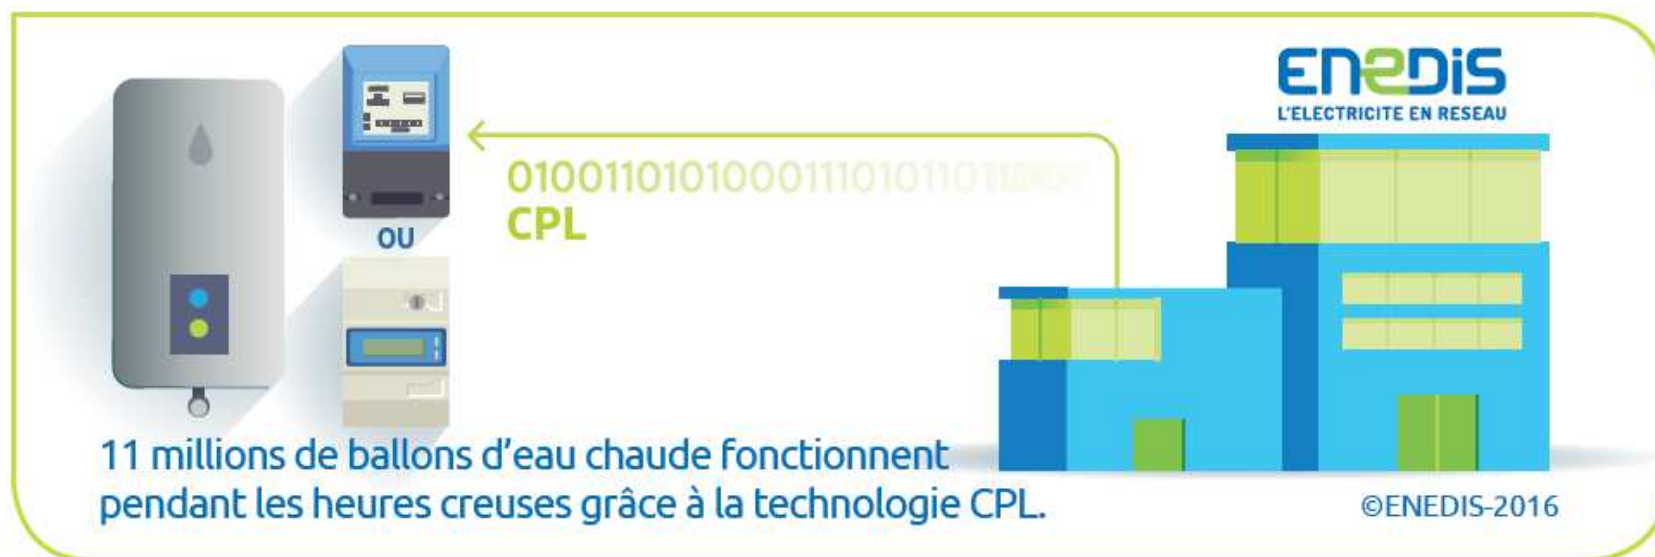 ENEDIS
L'ELECTRICITE EN RESEAU
OU
010011010100011101011011
CPL
11 millions de ballons d'eau chaude fonctionnent
pendant les heures creuses grâce à la technologie CPL.
©ENEDIS-2016